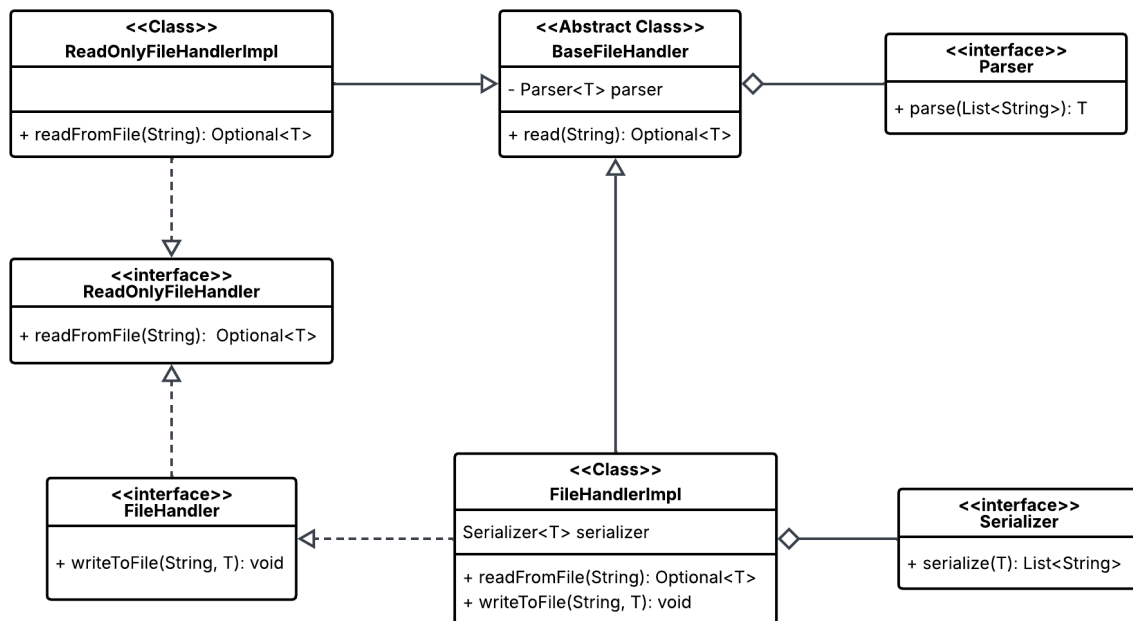 <<Class>>
ReadOnlyFileHandlerImpl
+ readFromFile(String): Optional<T>
<<Abstract Class>>
BaseFileHandler
- Parser<T> parser
+ read(String): Optional<T>
<<interface>>
Parser
+ parse(List<String>): T
<<interface>>
ReadOnlyFileHandler
+ readFromFile(String): Optional<T>
<<interface>>
FileHandler
+ writeToFile(String, T): void
<<Class>>
FileHandlerImpl
Serializer<T> serializer
+ readFromFile(String): Optional<T>
+ writeToFile(String, T): void
<<interface>>
Serializer
+ serialize(T): List<String>